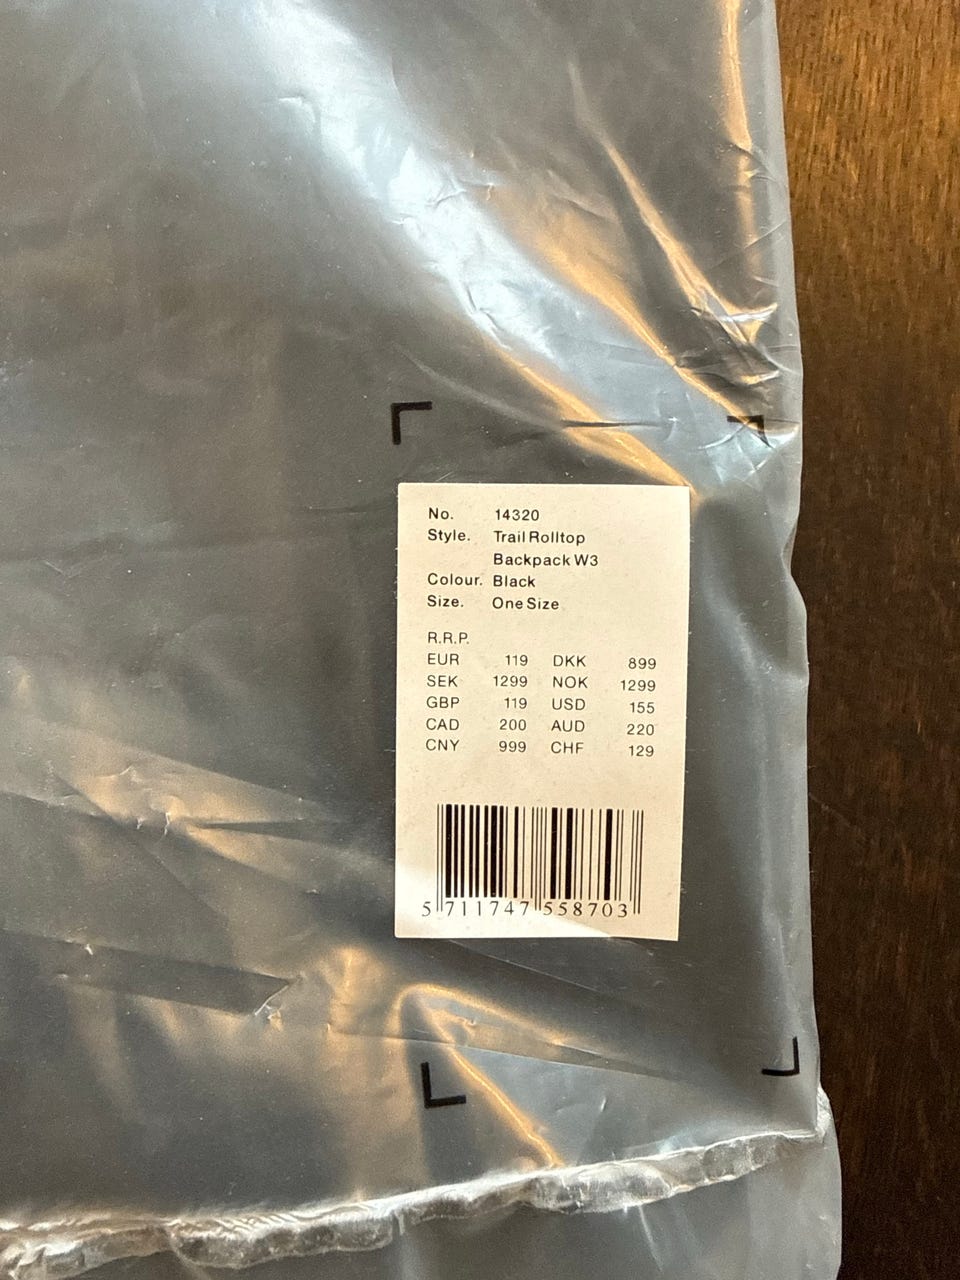 No. 14320
Style. Trail Rolltop
Backpack W3
Colour. Black
Size. One Size
R.R.P.
EUR 119 DKK 899
SEK 1299 NOK 1299
GBP 119 USD 155
CAD 200 AUD 220
CNY 999 CHF 129
5 711747 558703